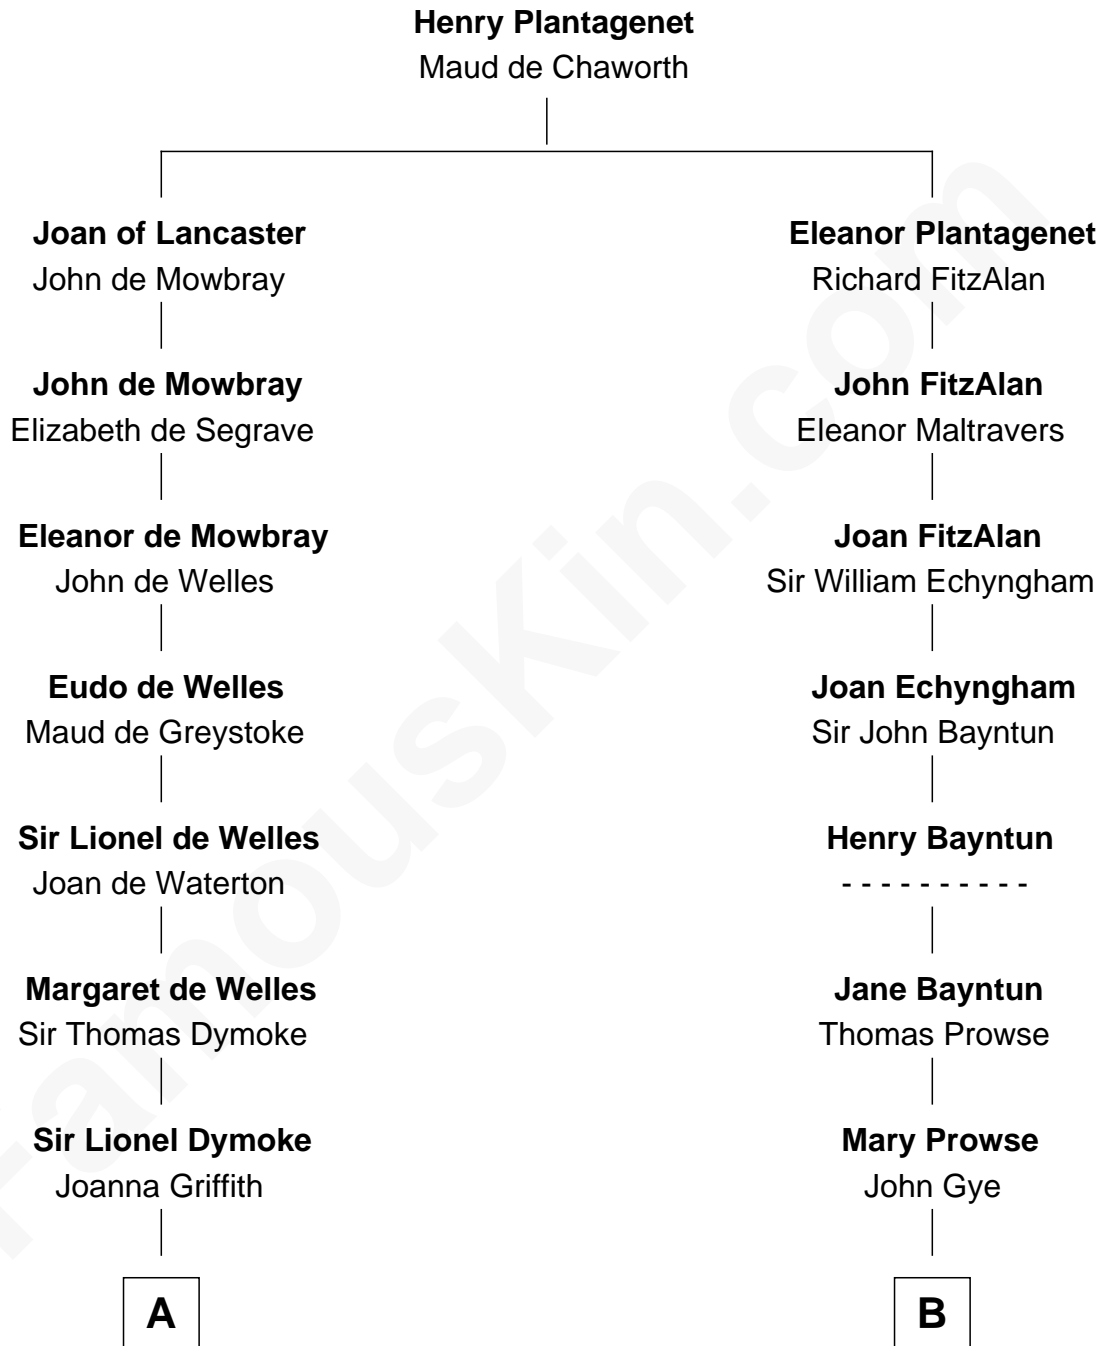 Henry Plantagenet
Maud de Chaworth
Joan of Lancaster
John de Mowbray
Eleanor Plantagenet
Richard FitzAlan
John de Mowbray
Elizabeth de Segrave
John FitzAlan
Eleanor Maltravers
Eleanor de Mowbray
John de Welles
Joan FitzAlan
Sir William Echyngham
Eudo de Welles
Maud de Greystoke
Joan Echyngham
Sir John Bayntun
Sir Lionel de Welles
Joan de Waterton
Henry Bayntun
- - - - - - - - - -
Margaret de Welles
Sir Thomas Dymoke
Jane Bayntun
Thomas Prowse
Sir Lionel Dymoke
Joanna Griffith
Mary Prowse
John Gye
A
B
FamousKin.com